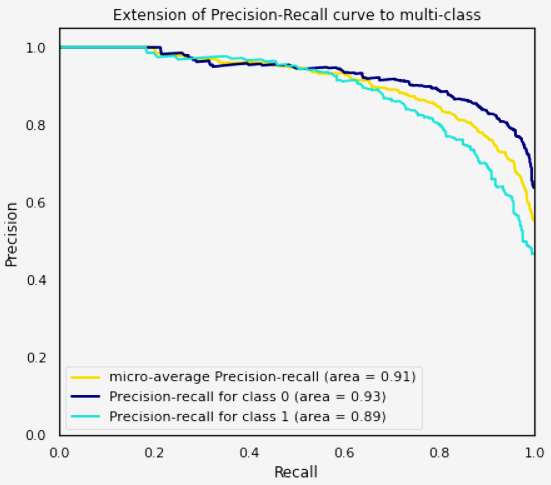 Extension of Precision-Recall curve to multi-class
1.0
0.8
0.6
0.4
0.2
0.0
Precision
micro-average Precision-recall (area = 0.91)
Precision-recall for class 0 (area = 0.93)
Precision-recall for class 1 (area = 0.89)
0.0 0.2 0.4 0.6 0.8 1.0
Recall